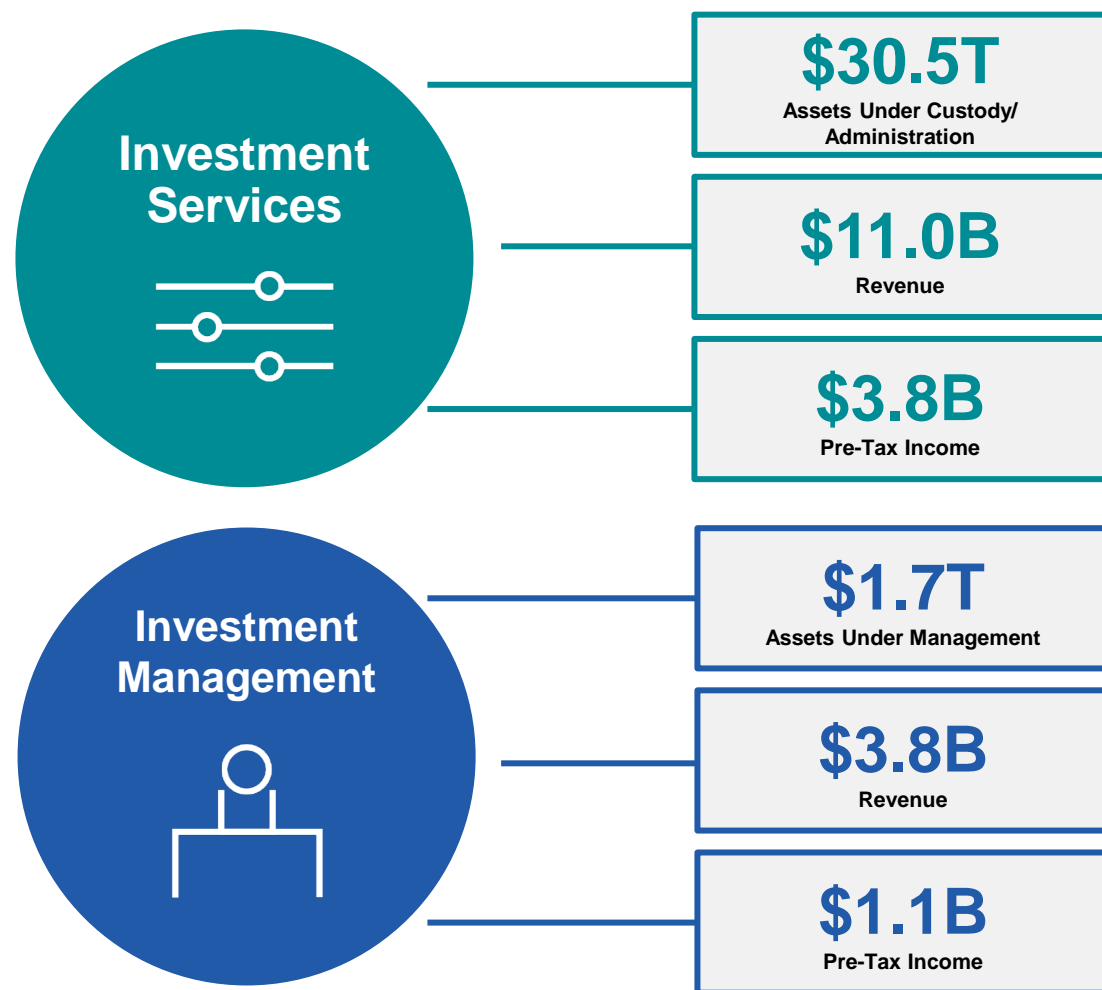 Investment
Services
$30.5T
Assets Under Custody/
Administration
$11.0B
Revenue
$3.8B
Pre-Tax Income
Investment
Management
$1.7T
Assets Under Management
$3.8B
Revenue
$1.1B
Pre-Tax Income